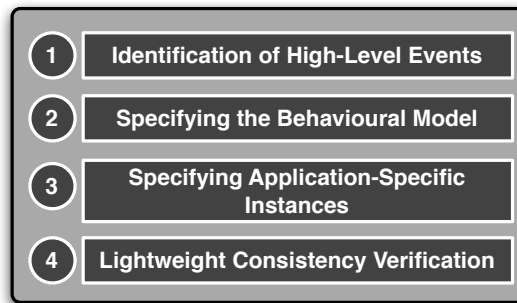 1 Identification of High-Level Events
2 Specifying the Behavioural Model
3 Specifying Application-Specific
Instances
4 Lightweight Consistency Verification